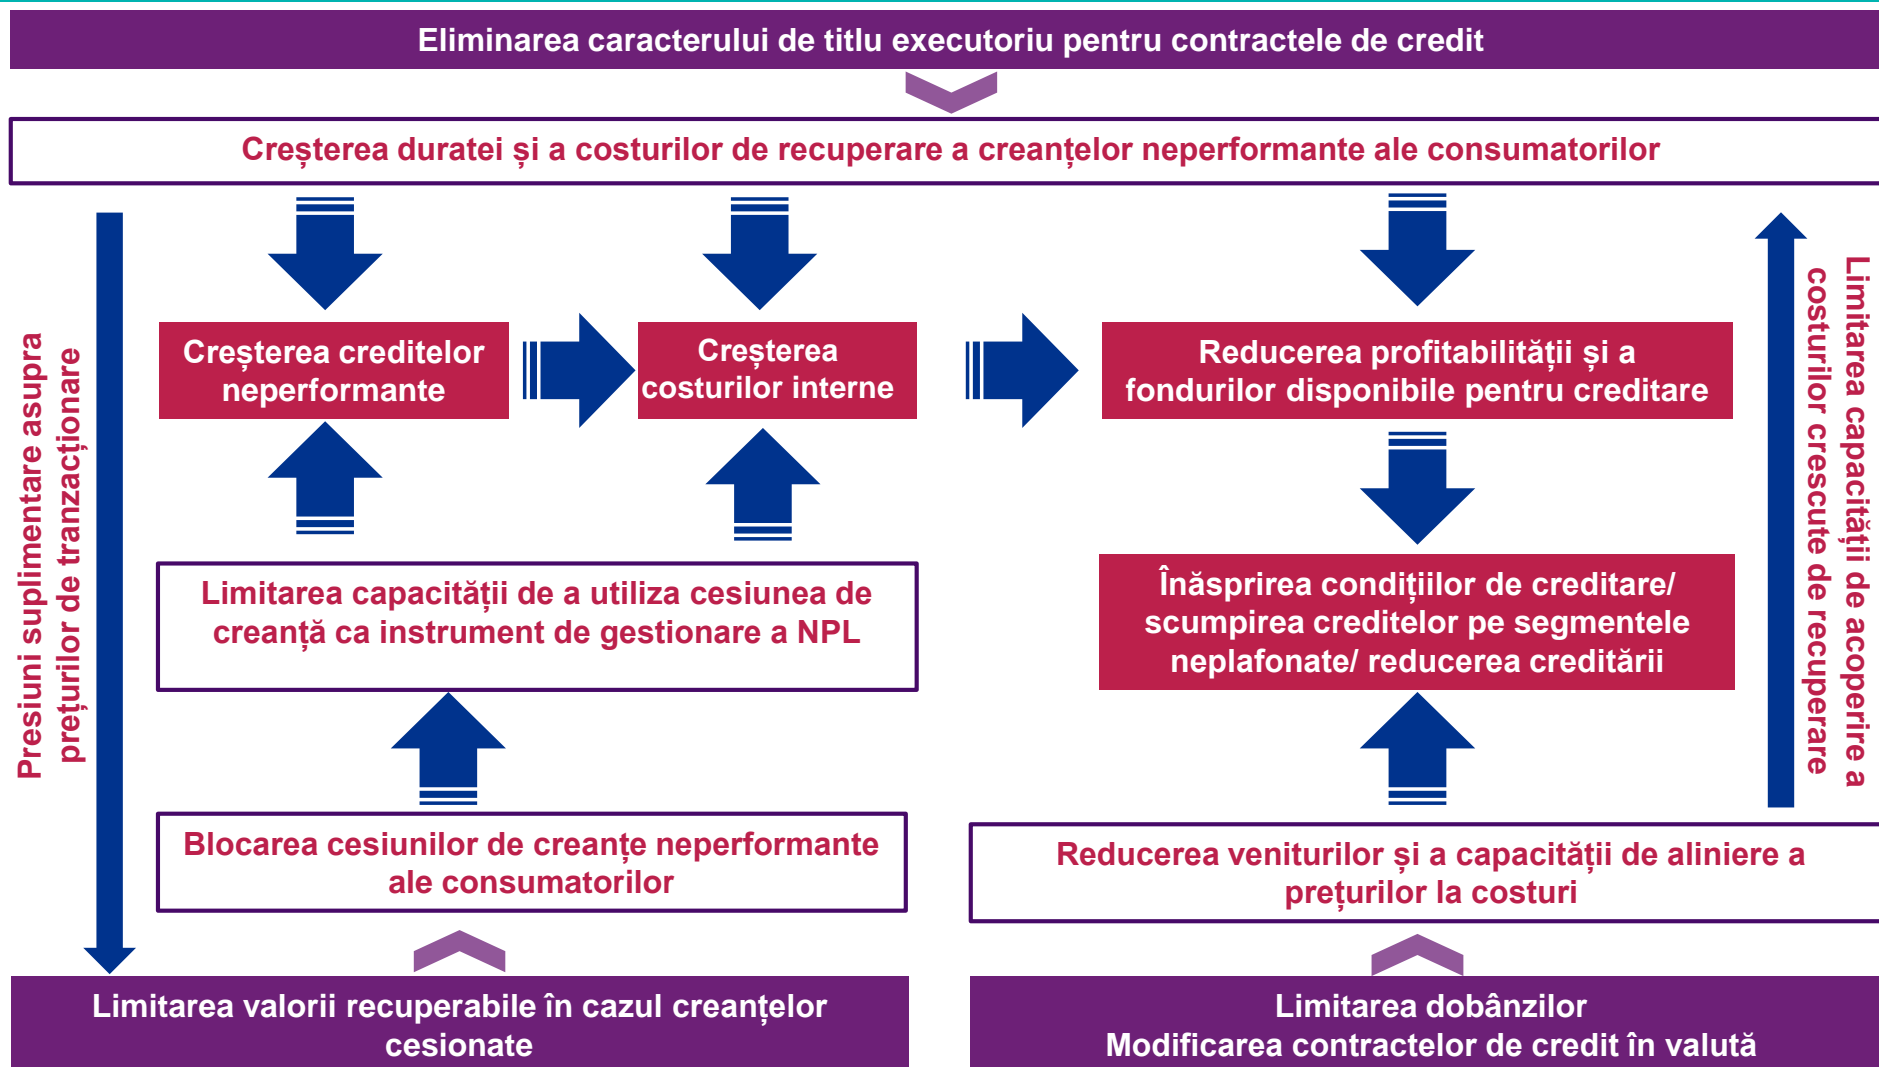 Eliminarea caracterului de titlu executoriu pentru contractele de credit
Creșterea duratei și a costurilor de recuperare a creanțelor neperformante ale consumatorilor
Presiuni suplimentare asupra
prețurilor de tranzacționare
Creșterea creditelor
neperformante
Creșterea
costurilor interne
Reducerea profitabilității și a
fondurilor disponibile pentru creditare
Limitarea capacității de acoperire a
costurilor crescute de recuperare
Limitarea capacității de a utiliza cesiunea de
creanță ca instrument de gestionare a NPL
Înăsprirea condițiilor de creditare/
scumpirea creditelor pe segmentele
neplafonate/ reducerea creditării
Blocarea cesiunilor de creanțe neperformante
ale consumatorilor
Reducerea veniturilor și a capacității de aliniere a
prețurilor la costuri
Limitarea valorii recuperabile în cazul creanțelor
cesionate
Limitarea dobânzilor
Modificarea contractelor de credit în valută